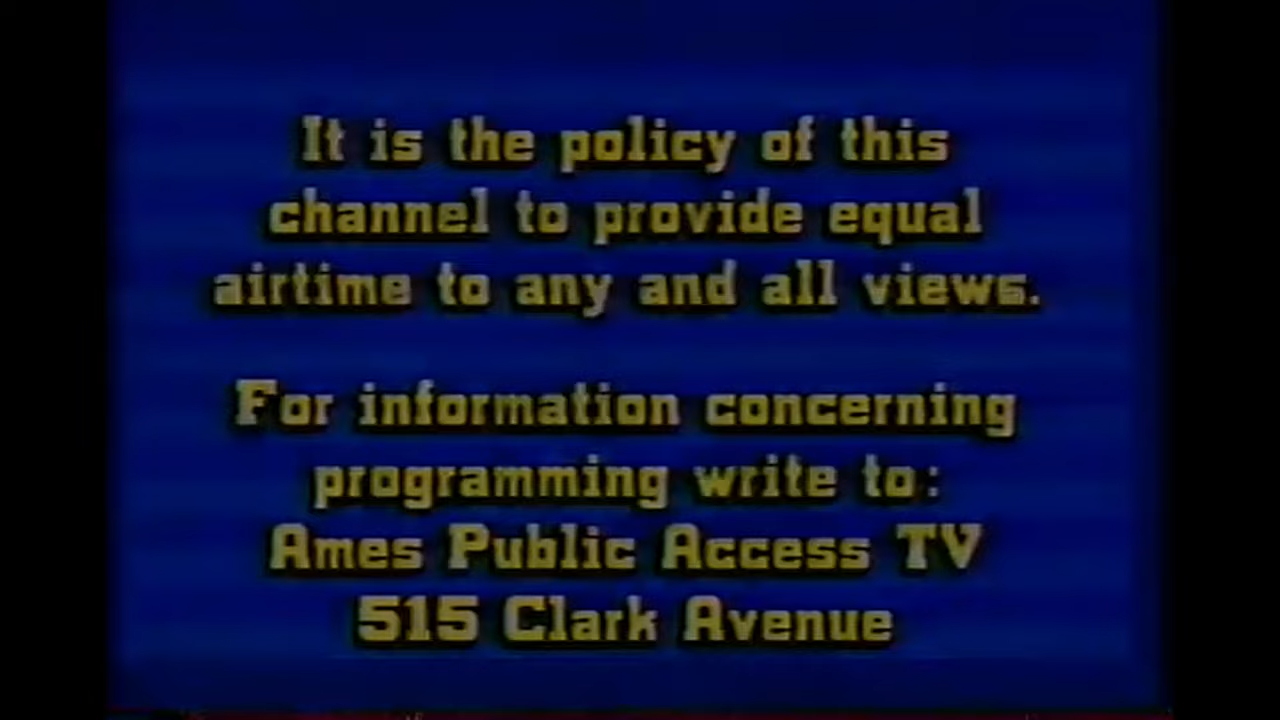 It is the policy of this
channel to provide equal
airtime to any and all views.
For information concerning
programming write to:
Ames Public Access TV
515 Clark Avenue